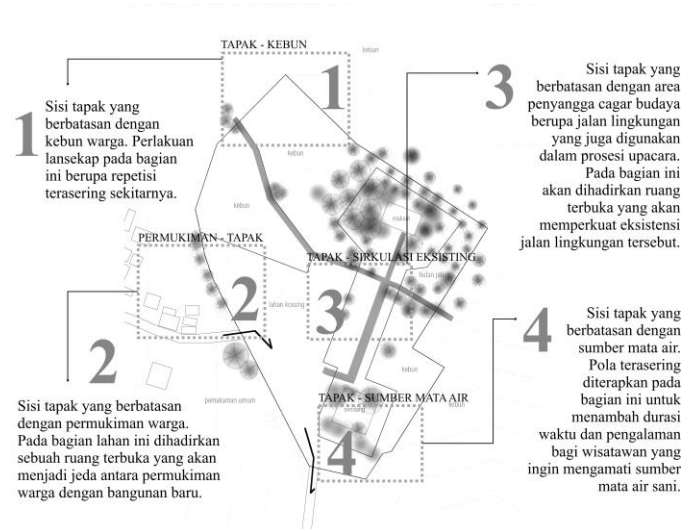 TAPAK - KEBUN
kebun
1
1
Sisi tapak yang
berbatasan dengan
kebun warga. Perlakuan
lansekap pada bagian
ini berupa repetisi
terasering sekitarnya.
3
Sisi tapak yang
berbatasan dengan area
penyangga cagar budaya
berupa jalan lingkungan
yang juga digunakan
dalam prosesi upacara.
Pada bagian ini
akan dihadirkan ruang
terbuka yang akan
memperkuat eksistensi
jalan lingkungan tersebut.
kebun
kebun
makam
PERMUKIMAN - TAPAK
2
TAPAK - SIRKULASI EKSISTING
hutan jati
lahan kosong
3
2
Sisi tapak yang berbatasan
dengan permukiman warga.
Pada bagian lahan ini dihadirkan
sebuah ruang terbuka yang akan
menjadi jeda antara permukiman
warga dengan bangunan baru.
pemakaman umum
kebun
TAPAK - SUMBER MATA AIR
sendang
kebun
4
4
Sisi tapak yang
berbatasan dengan
sumber mata air.
Pola terasering
diterapkan pada
bagian ini untuk
menambah durasi
waktu dan pengalaman
bagi wisatawan yang
ingin mengamati sumber
mata air sani.